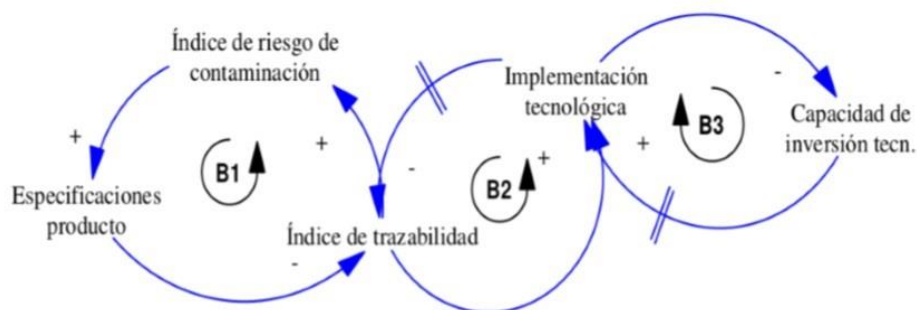 Índice de riesgo de
contaminación
Implementación
tecnológica
-
Capacidad de
inversión tecn.
B3
+
+
+
-
+
B1
B2
Especificaciones
producto
Índice de trazabilidad
-